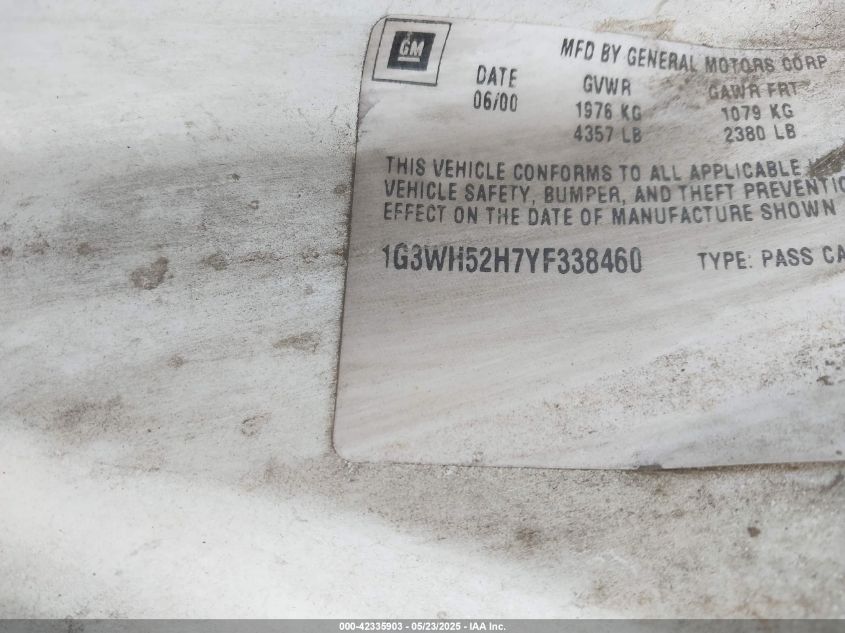 GM
MFD BY GENERAL MOTORS CORP
DATE GVWR GAWR FRT
06/00 1976 KG 1079 KG
4357 LB 2380 LB
THIS VEHICLE CONFORMS TO ALL APPLICABLE
VEHICLE SAFETY, BUMPER, AND THEFT
EFFECT ON THE DATE OF MANUFACTURE SHOWN
1G3WH52H7YF338460 TYPE: PASS
000-42335903 - 05/23/2025 - IAA Inc.